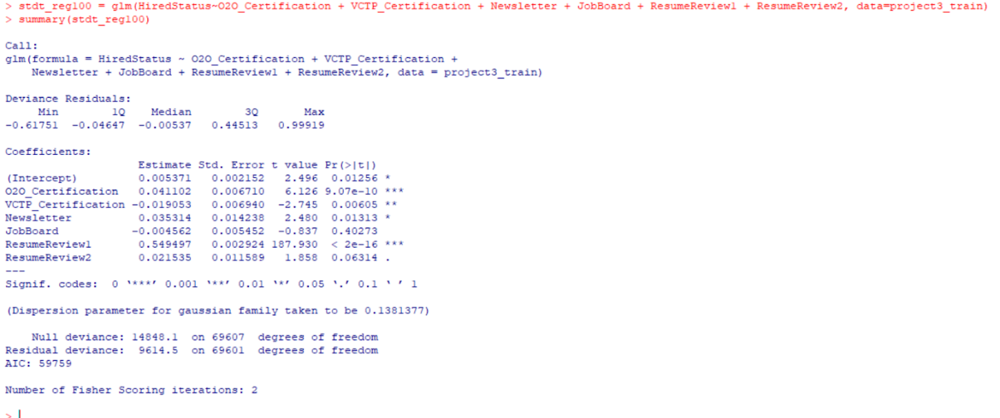 > stdt_reg100 = glm(HiredStatus~O2O_Certification + VCTP_Certification + Newsletter + JobBoard + ResumeReview1 + ResumeReview2, data=project3_train)
> summary(stdt_reg100)
Call:
glm(formula = HiredStatus ~ O2O_Certification + VCTP_Certification +
    Newsletter + JobBoard + ResumeReview1 + ResumeReview2, data = project3_train)
Deviance Residuals:
     Min       1Q   Median       3Q      Max
-0.61751 -0.04647 -0.00537  0.44513  0.99919
Coefficients:
                    Estimate Std. Error t value Pr(>|t|)
(Intercept)         0.005371   0.002152   2.496  0.01256 *
O2O_Certification   0.041102   0.006710   6.126 9.07e-10 ***
VCTP_Certification -0.019053   0.006940  -2.745  0.00605 **
Newsletter          0.035314   0.014238   2.480  0.01313 *
JobBoard           -0.004562   0.005452  -0.837  0.40273
ResumeReview1       0.549497   0.002924 187.930  < 2e-16 ***
ResumeReview2       0.021535   0.011589   1.858  0.06314 .
---
Signif. codes:  0 ‘***’ 0.001 ‘**’ 0.01 ‘*’ 0.05 ‘.’ 0.1 ‘ ’ 1
(Dispersion parameter for gaussian family taken to be 0.1381377)
    Null deviance: 14848.1  on 69607  degrees of freedom
Residual deviance:  9614.5  on 69601  degrees of freedom
AIC: 59759
Number of Fisher Scoring iterations: 2
>